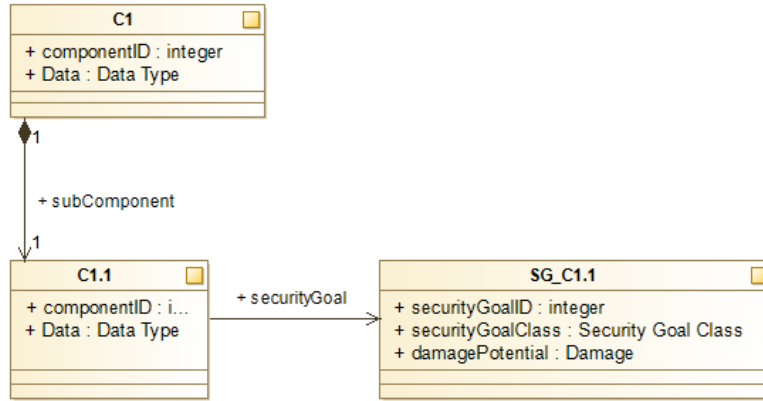 C1
+ componentID : integer
+ Data : Data Type
1
+ subComponent
1
C1.1
+ componentID : i...
+ Data : Data Type
+ securityGoal
SG_C1.1
+ securityGoalID : integer
+ securityGoalClass : Security Goal Class
+ damagePotential : Damage